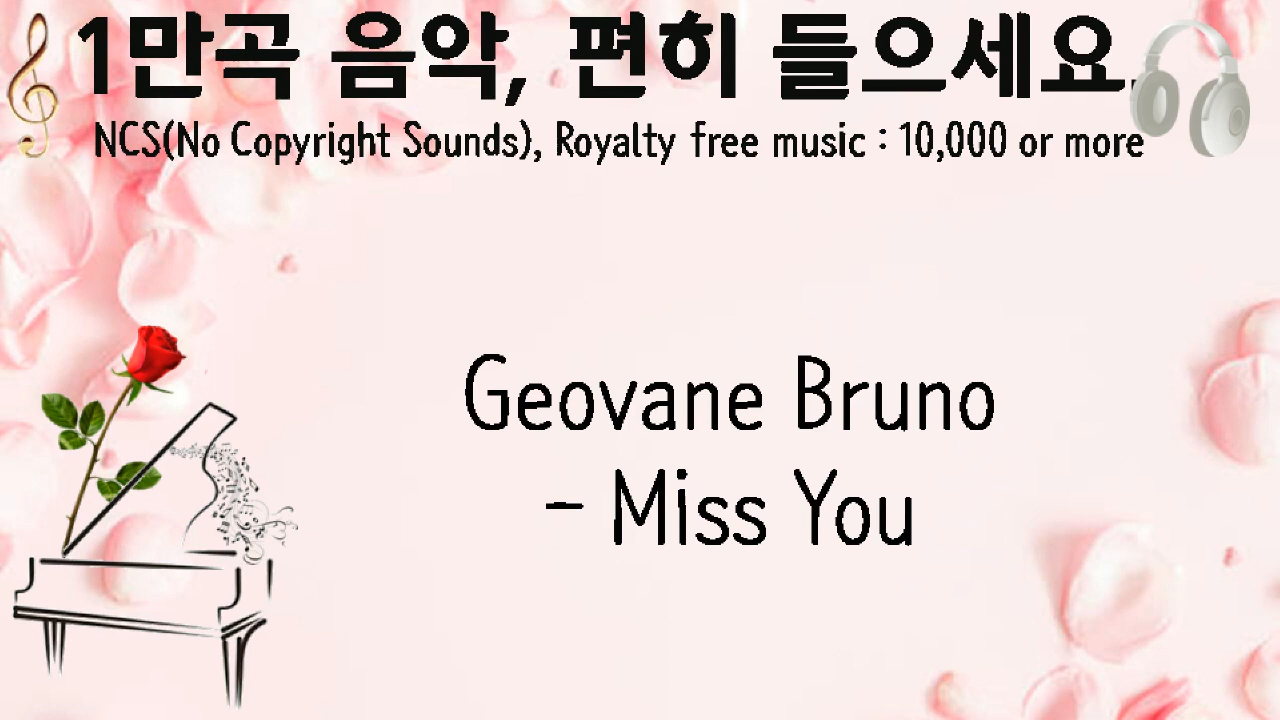 1만곡 음악, 편히 들으세요.
NCS(No Copyright Sounds), Royalty free music : 10,000 or more
Geovane Bruno
- Miss You